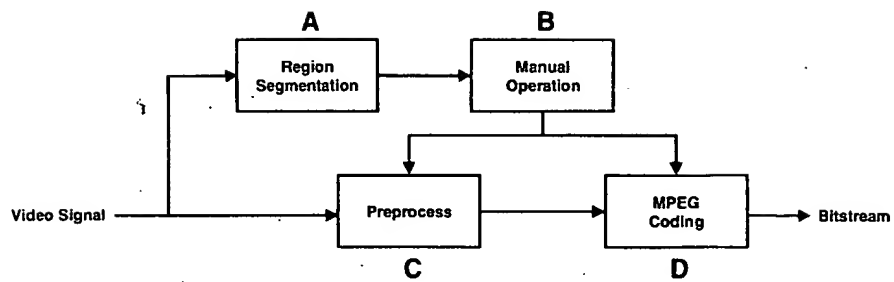 A
B
Region
Segmentation
Manual
Operation
Video Signal
Preprocess
MPEG
Coding
Bitstream
C
D